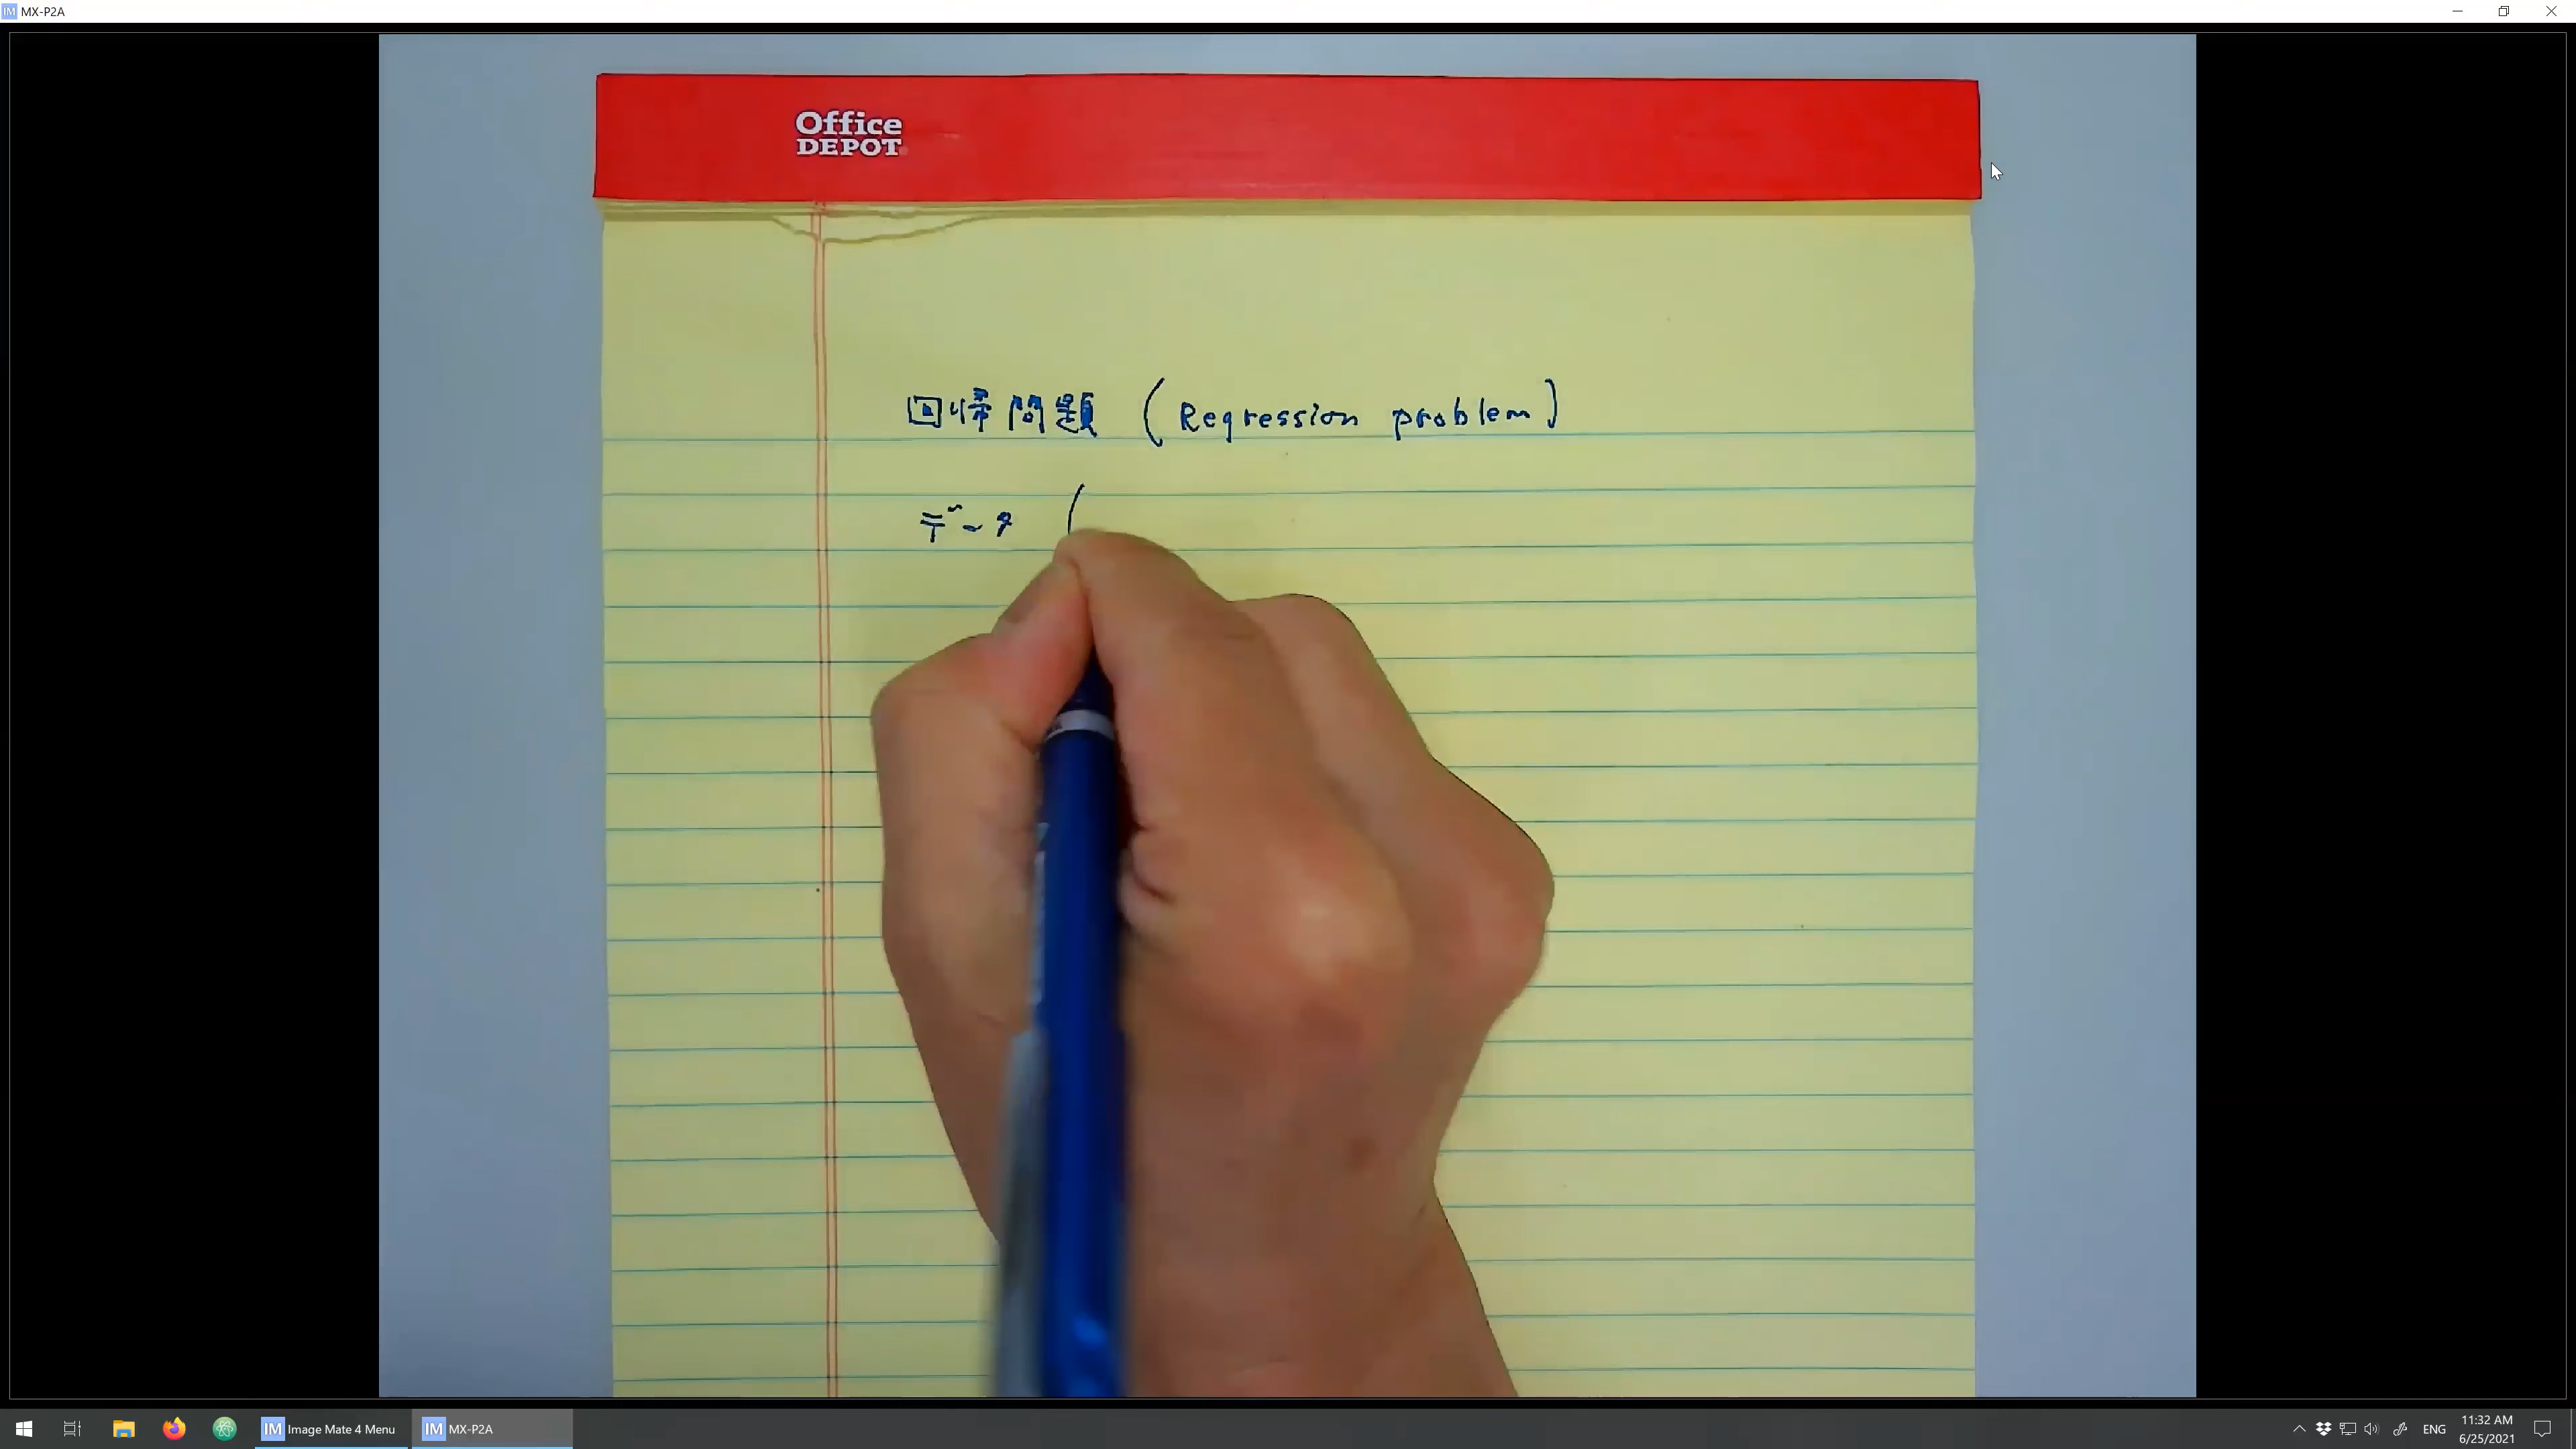 MX-P2A
Office
DEPOT
回帰問題 (Regression problem)
データ (
Image Mate 4 Menu
MX-P2A
ENG
11:32 AM
6/25/2021